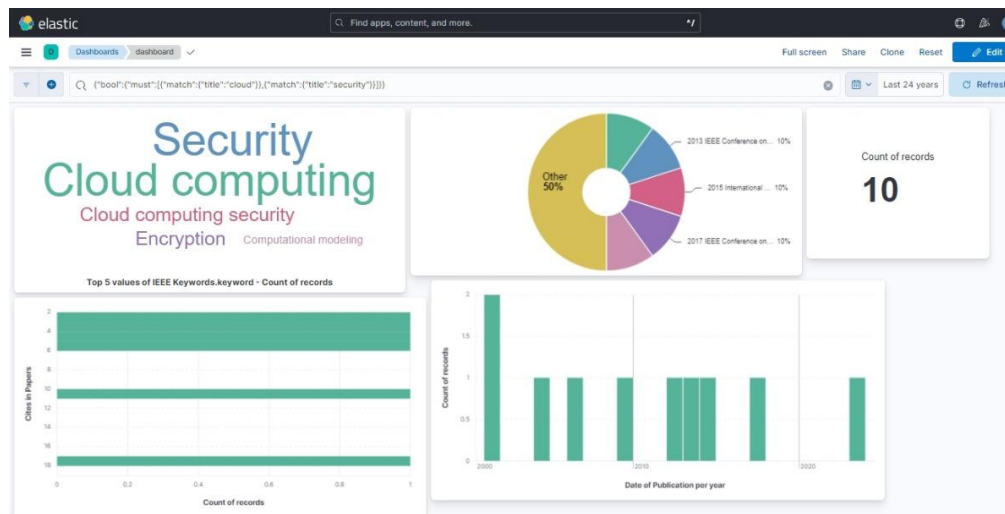 elastic
Find apps, content, and more.
^/
D
Dashboards
dashboard
Full screen
Share
Clone
Reset
Edit
{"bool":{"must":[{"match":{"title":"cloud"}},{"match":{"title":"security"}}]}}
Last 24 years
Refresh
Security
Cloud computing
Cloud computing security
Encryption
Computational modeling
Top 5 values of IEEE Keywords.keyword - Count of records
Other
50%
2013 IEEE Conference on... 10%
2015 International ... 10%
2017 IEEE Conference on... 10%
Count of records
10
Cites in Papers
2
4
6
8
10
12
14
16
18
0
0.2
0.4
0.6
0.8
1
Count of records
Count of records
2
1.5
1
0.5
0
2000
2010
2020
Date of Publication per year